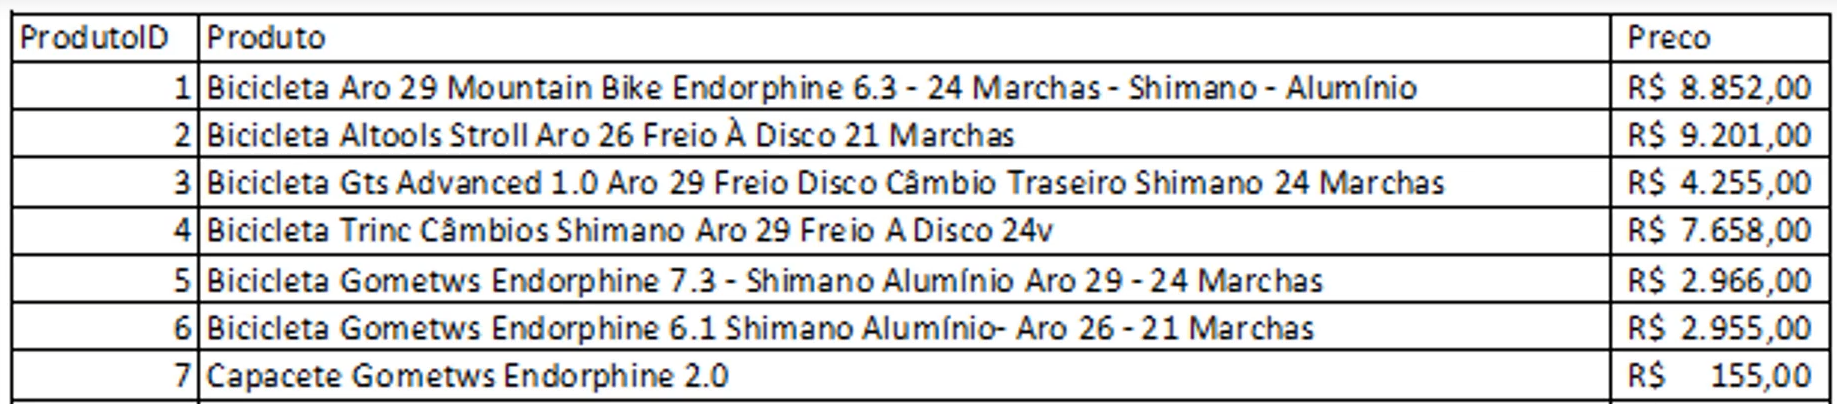 ProdutoID Produto Preco
1 Bicicleta Aro 29 Mountain Bike Endorphine 6.3 - 24 Marchas - Shimano - Alumínio R$ 8.852,00
2 Bicicleta Altools Stroll Aro 26 Freio À Disco 21 Marchas R$ 9.201,00
3 Bicicleta Gts Advanced 1.0 Aro 29 Freio Disco Câmbio Traseiro Shimano 24 Marchas R$ 4.255,00
4 Bicicleta Trinc Câmbios Shimano Aro 29 Freio A Disco 24v R$ 7.658,00
5 Bicicleta Gometws Endorphine 7.3 - Shimano Alumínio Aro 29 - 24 Marchas R$ 2.966,00
6 Bicicleta Gometws Endorphine 6.1 Shimano Alumínio- Aro 26 - 21 Marchas R$ 2.955,00
7 Capacete Gometws Endorphine 2.0 R$ 155,00